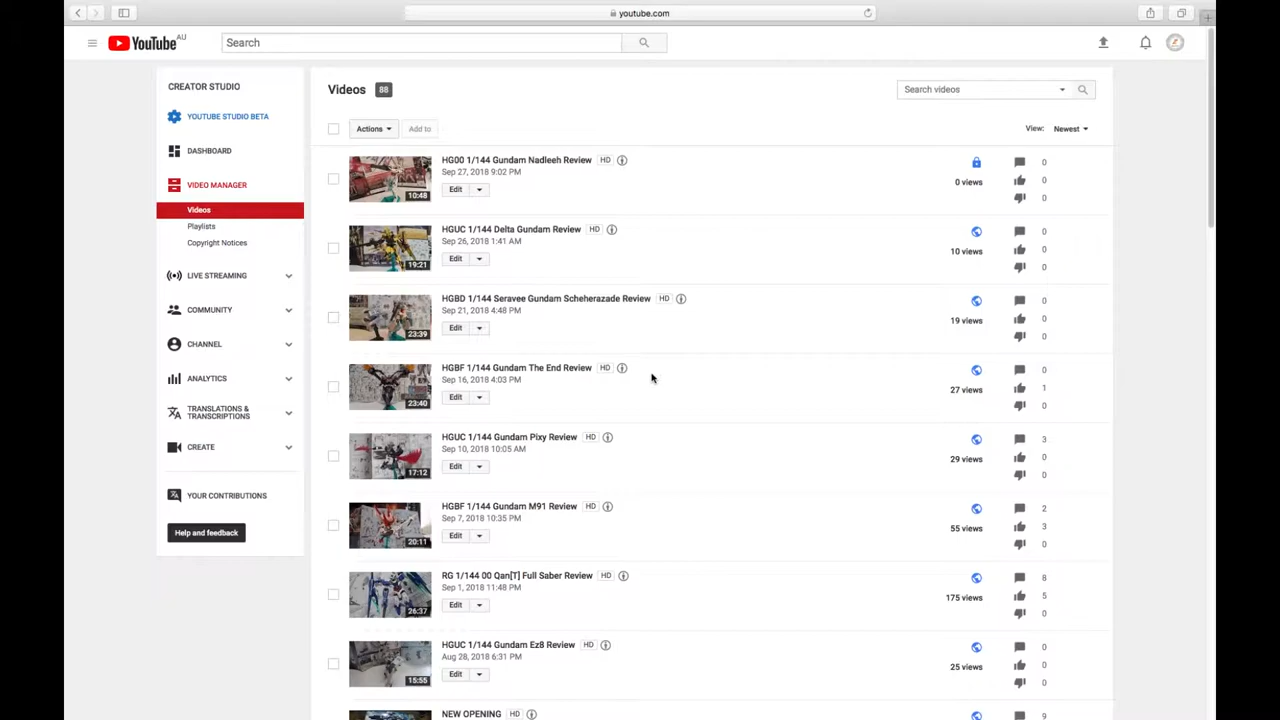 youtube.com
YouTube AU
Search
CREATOR STUDIO
YOUTUBE STUDIO BETA
DASHBOARD
VIDEO MANAGER
Videos
Playlists
Copyright Notices
LIVE STREAMING
COMMUNITY
CHANNEL
ANALYTICS
TRANSLATIONS &
TRANSCRIPTIONS
CREATE
YOUR CONTRIBUTIONS
Help and feedback
Videos 88
Search videos
Actions Add to
View: Newest
10:48
HG00 1/144 Gundam Nadleeh Review HD
Sep 27, 2018 9:02 PM
Edit
0 views
0
0
0
19:21
HGUC 1/144 Delta Gundam Review HD
Sep 26, 2018 1:41 AM
Edit
10 views
0
0
0
23:39
HGBD 1/144 Seravee Gundam Scheherazade Review HD
Sep 21, 2018 4:48 PM
Edit
19 views
0
0
0
23:40
HGBF 1/144 Gundam The End Review HD
Sep 16, 2018 4:03 PM
Edit
27 views
0
1
0
17:12
HGUC 1/144 Gundam Pixy Review HD
Sep 10, 2018 10:05 AM
Edit
29 views
3
0
0
20:11
HGBF 1/144 Gundam M91 Review HD
Sep 7, 2018 10:35 PM
Edit
55 views
2
3
0
26:37
RG 1/144 00 Qan[T] Full Saber Review HD
Sep 1, 2018 11:48 PM
Edit
175 views
8
5
0
15:55
HGUC 1/144 Gundam Ez8 Review HD
Aug 28, 2018 6:31 PM
Edit
25 views
0
0
0
NEW OPENING HD
9